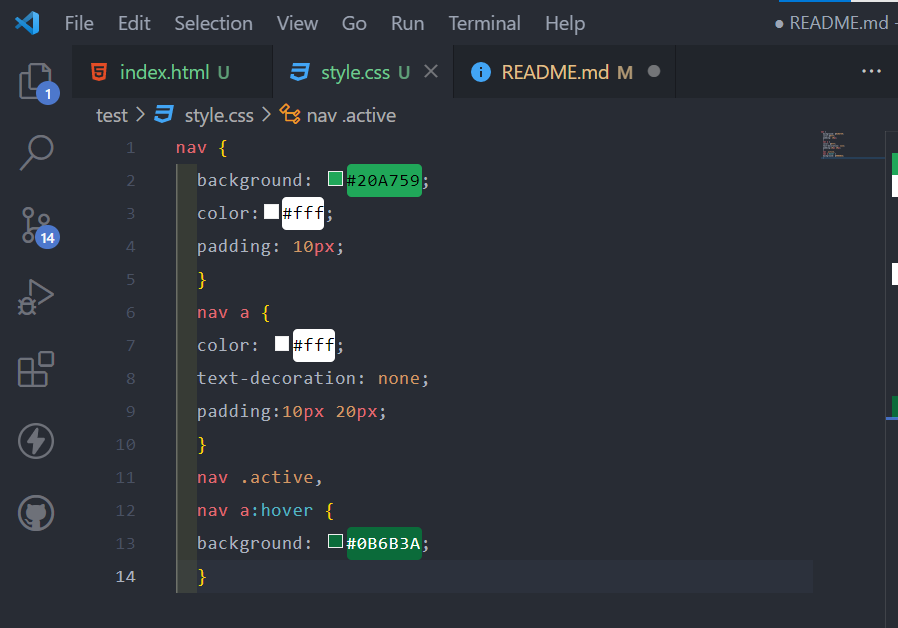 File Edit Selection View Go Run Terminal Help README.md -
index.html U style.css U README.md M
test > style.css > nav .active
1
14
1 nav {
2 background: #20A759;
3 color: #fff;
4 padding: 10px;
5 }
6 nav a {
7 color: #fff;
8 text-decoration: none;
9 padding:10px 20px;
10 }
11 nav .active,
12 nav a:hover {
13 background: #0B6B3A;
14 }